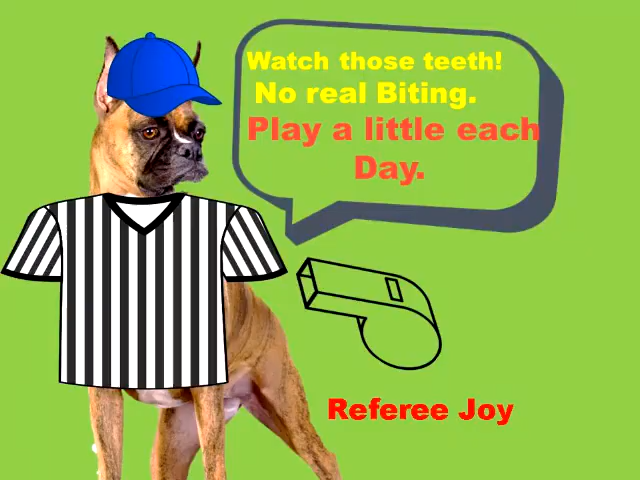 Watch those teeth!
No real Biting.
Play a little each
Day.
Referee Joy